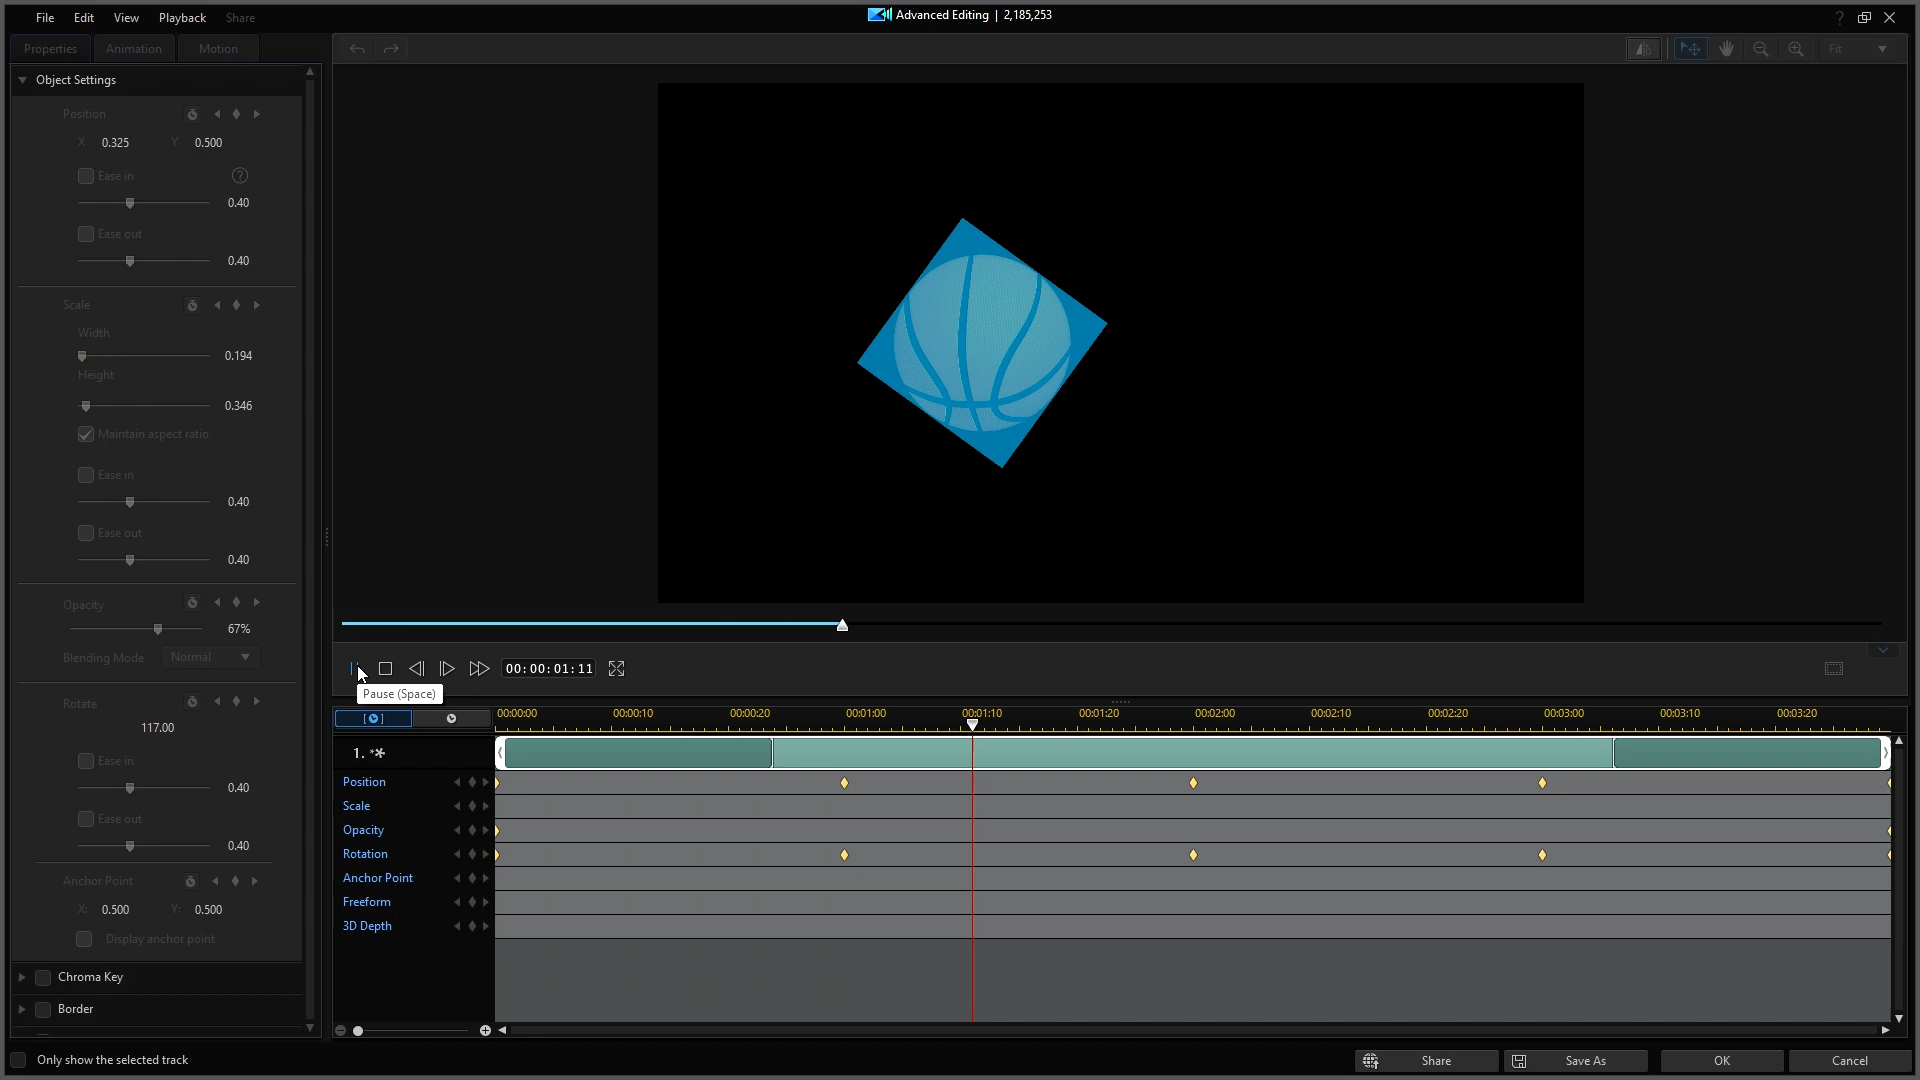 File Edit View Playback Share
Advanced Editing | 2,185,253
?
Properties Animation Motion
Fit
Object Settings
Position
X 0.325 Y 0.500
Ease in ?
0.40
Ease out
0.40
Scale
Width
0.194
Height
0.346
Maintain aspect ratio
Ease in
0.40
Ease out
0.40
Opacity
67%
Blending Mode Normal
Rotate
117.00
Ease in
0.40
Ease out
0.40
Anchor Point
X: 0.500 Y: 0.500
Display anchor point
Chroma Key
Border
00:00:01:11
Pause (Space)
00:00:00 00:00:10 00:00:20 00:01:00 00:01:10 00:01:20 00:02:00 00:02:10 00:02:20 00:03:00 00:03:10 00:03:20
1.
Position
Scale
Opacity
Rotation
Anchor Point
Freeform
3D Depth
Only show the selected track
Share Save As OK Cancel